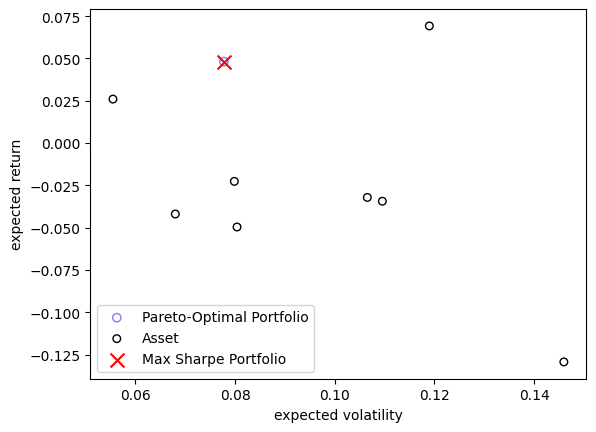 0.075
0.050
0.025
0.000
−0.025
−0.050
−0.075
−0.100
−0.125
expected return
Pareto-Optimal Portfolio
Asset
Max Sharpe Portfolio
0.06 0.08 0.10 0.12 0.14
expected volatility